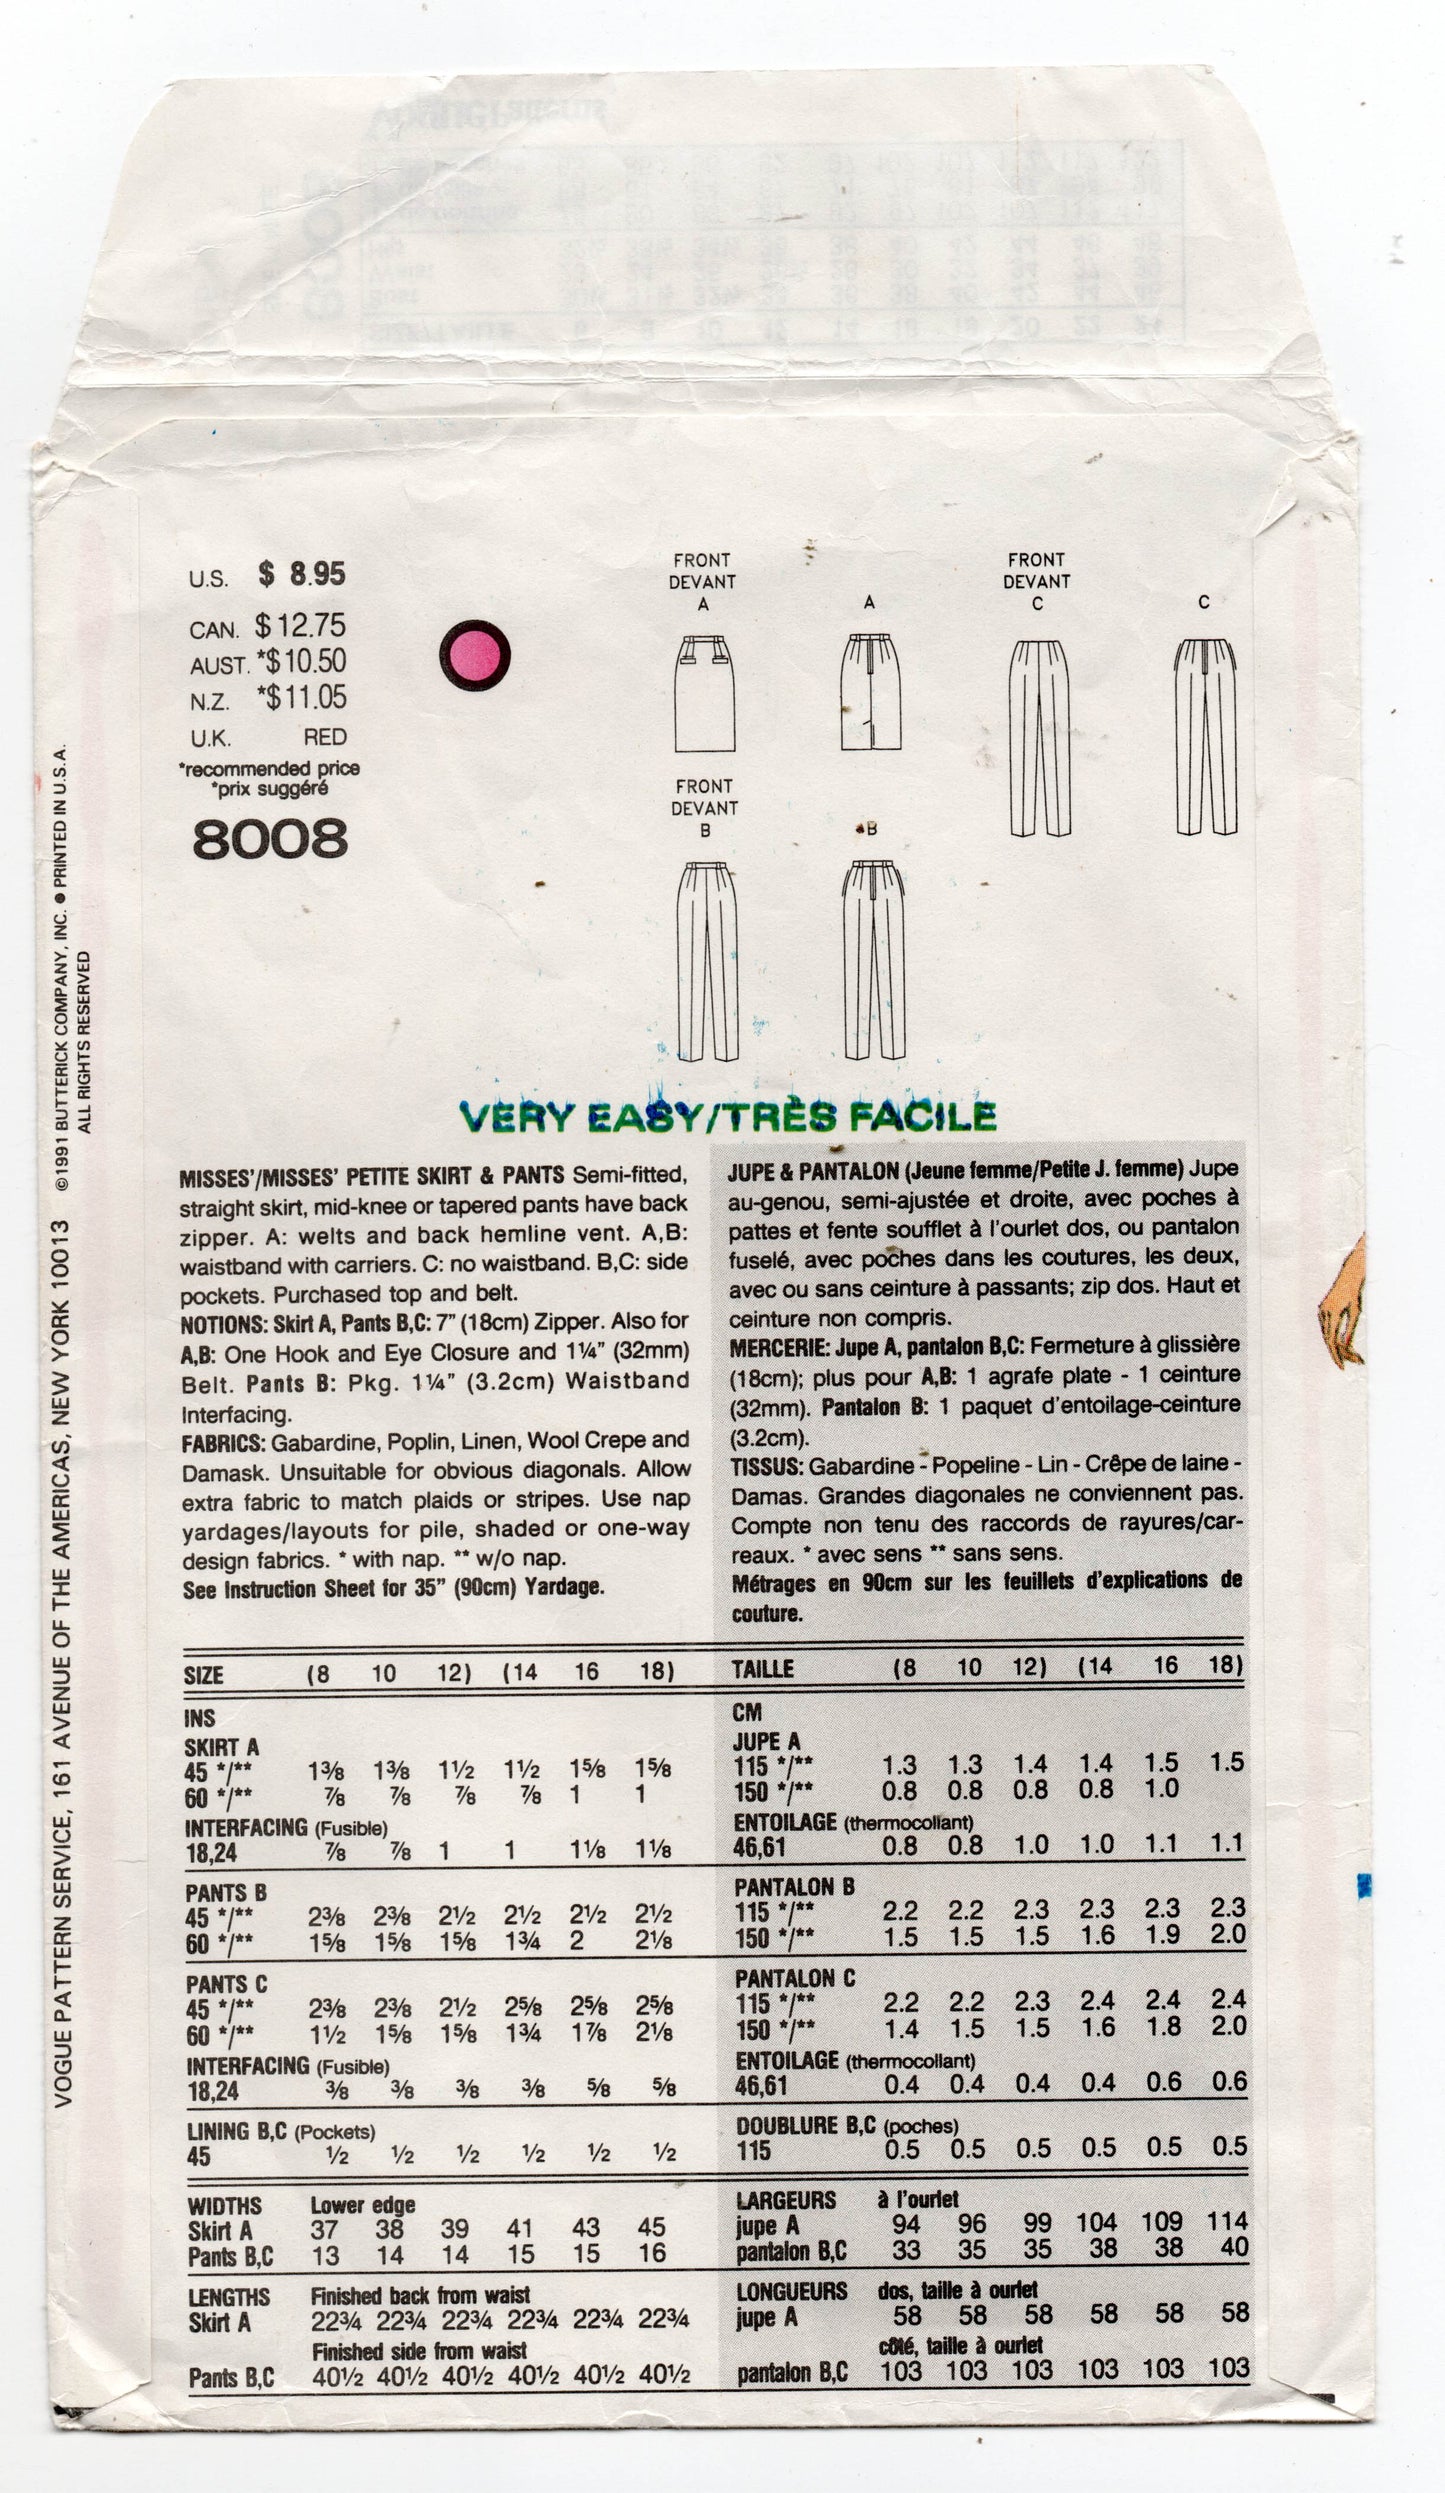 U.S. $ 8.95
CAN. $12.75
AUST. *$10.50
N.Z. *$11.05
U.K. RED
*recommended price
*prix suggéré
8008
FRONT
DEVANT
A
A
FRONT
DEVANT
C
C
FRONT
DEVANT
B
B
©1991 BUTTERICK COMPANY, INC. ● PRINTED IN U.S.A.
ALL RIGHTS RESERVED
VOGUE PATTERN SERVICE, 161 AVENUE OF THE AMERICAS, NEW YORK 10013
VERY EASY/TRÈS FACILE
MISSES'/MISSES' PETITE SKIRT & PANTS Semi-fitted,
straight skirt, mid-knee or tapered pants have back
zipper. A: welts and back hemline vent. A,B:
waistband with carriers. C: no waistband. B,C: side
pockets. Purchased top and belt.
NOTIONS: Skirt A, Pants B,C: 7" (18cm) Zipper. Also for
A,B: One Hook and Eye Closure and 1¼" (32mm)
Belt. Pants B: Pkg. 1¼" (3.2cm) Waistband
Interfacing.
FABRICS: Gabardine, Poplin, Linen, Wool Crepe and
Damask. Unsuitable for obvious diagonals. Allow
extra fabric to match plaids or stripes. Use nap
yardages/layouts for pile, shaded or one-way
design fabrics. * with nap. ** w/o nap.
See Instruction Sheet for 35" (90cm) Yardage.
JUPE & PANTALON (Jeune femme/Petite J. femme) Jupe
au-genou, semi-ajustée et droite, avec poches à
pattes et fente soufflet à l'ourlet dos, ou pantalon
fuselé, avec poches dans les coutures, les deux,
avec ou sans ceinture à passants; zip dos. Haut et
ceinture non compris.
MERCERIE: Jupe A, pantalon B,C: Fermeture à glissière
(18cm); plus pour A,B: 1 agrafe plate - 1 ceinture
(32mm). Pantalon B: 1 paquet d'entoilage-ceinture
(3.2cm).
TISSUS: Gabardine - Popeline - Lin - Crêpe de laine -
Damas. Grandes diagonales ne conviennent pas.
Compte non tenu des raccords de rayures/car-
reaux. * avec sens ** sans sens.
Métrages en 90cm sur les feuillets d'explications de
couture.
SIZE (8 10 12) (14 16 18)
INS
SKIRT A
45 */** 1⅜ 1⅜ 1½ 1½ 1⅝ 1⅝
60 */** ⅞ ⅞ ⅞ ⅞ 1 1
INTERFACING (Fusible)
18,24 ⅞ ⅞ 1 1 1⅛ 1⅛
PANTS B
45 */** 2⅜ 2⅜ 2½ 2½ 2½ 2½
60 */** 1⅝ 1⅝ 1⅝ 1¾ 2 2⅛
PANTS C
45 */** 2⅜ 2⅜ 2½ 2⅝ 2⅝ 2⅝
60 */** 1½ 1⅝ 1⅝ 1¾ 1⅞ 2⅛
INTERFACING (Fusible)
18,24 ⅜ ⅜ ⅜ ⅜ ⅝ ⅝
LINING B,C (Pockets)
45 ½ ½ ½ ½ ½ ½
WIDTHS Lower edge
Skirt A 37 38 39 41 43 45
Pants B,C 13 14 14 15 15 16
LENGTHS Finished back from waist
Skirt A 22¾ 22¾ 22¾ 22¾ 22¾ 22¾
Finished side from waist
Pants B,C 40½ 40½ 40½ 40½ 40½ 40½
TAILLE (8 10 12) (14 16 18)
CM
JUPE A
115 */** 1.3 1.3 1.4 1.4 1.5 1.5
150 */** 0.8 0.8 0.8 0.8 1.0
ENTOILAGE (thermocollant)
46,61 0.8 0.8 1.0 1.0 1.1 1.1
PANTALON B
115 */** 2.2 2.2 2.3 2.3 2.3 2.3
150 */** 1.5 1.5 1.5 1.6 1.9 2.0
PANTALON C
115 */** 2.2 2.2 2.3 2.4 2.4 2.4
150 */** 1.4 1.5 1.5 1.6 1.8 2.0
ENTOILAGE (thermocollant)
46,61 0.4 0.4 0.4 0.4 0.6 0.6
DOUBLURE B,C (poches)
115 0.5 0.5 0.5 0.5 0.5 0.5
LARGEURS à l'ourlet
jupe A 94 96 99 104 109 114
pantalon B,C 33 35 35 38 38 40
LONGUEURS dos, taille à ourlet
jupe A 58 58 58 58 58 58
côté, taille à ourlet
pantalon B,C 103 103 103 103 103 103